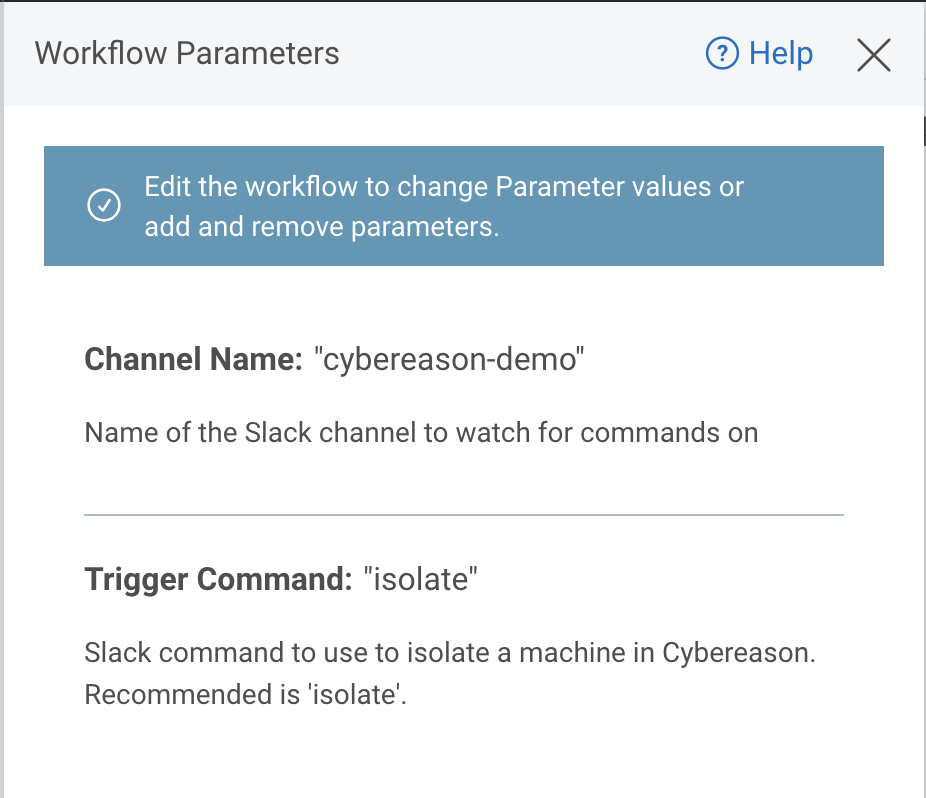 Workflow Parameters
Help
Edit the workflow to change Parameter values or
add and remove parameters.
Channel Name: "cybereason-demo"
Name of the Slack channel to watch for commands on
Trigger Command: "isolate"
Slack command to use to isolate a machine in Cybereason.
Recommended is 'isolate'.